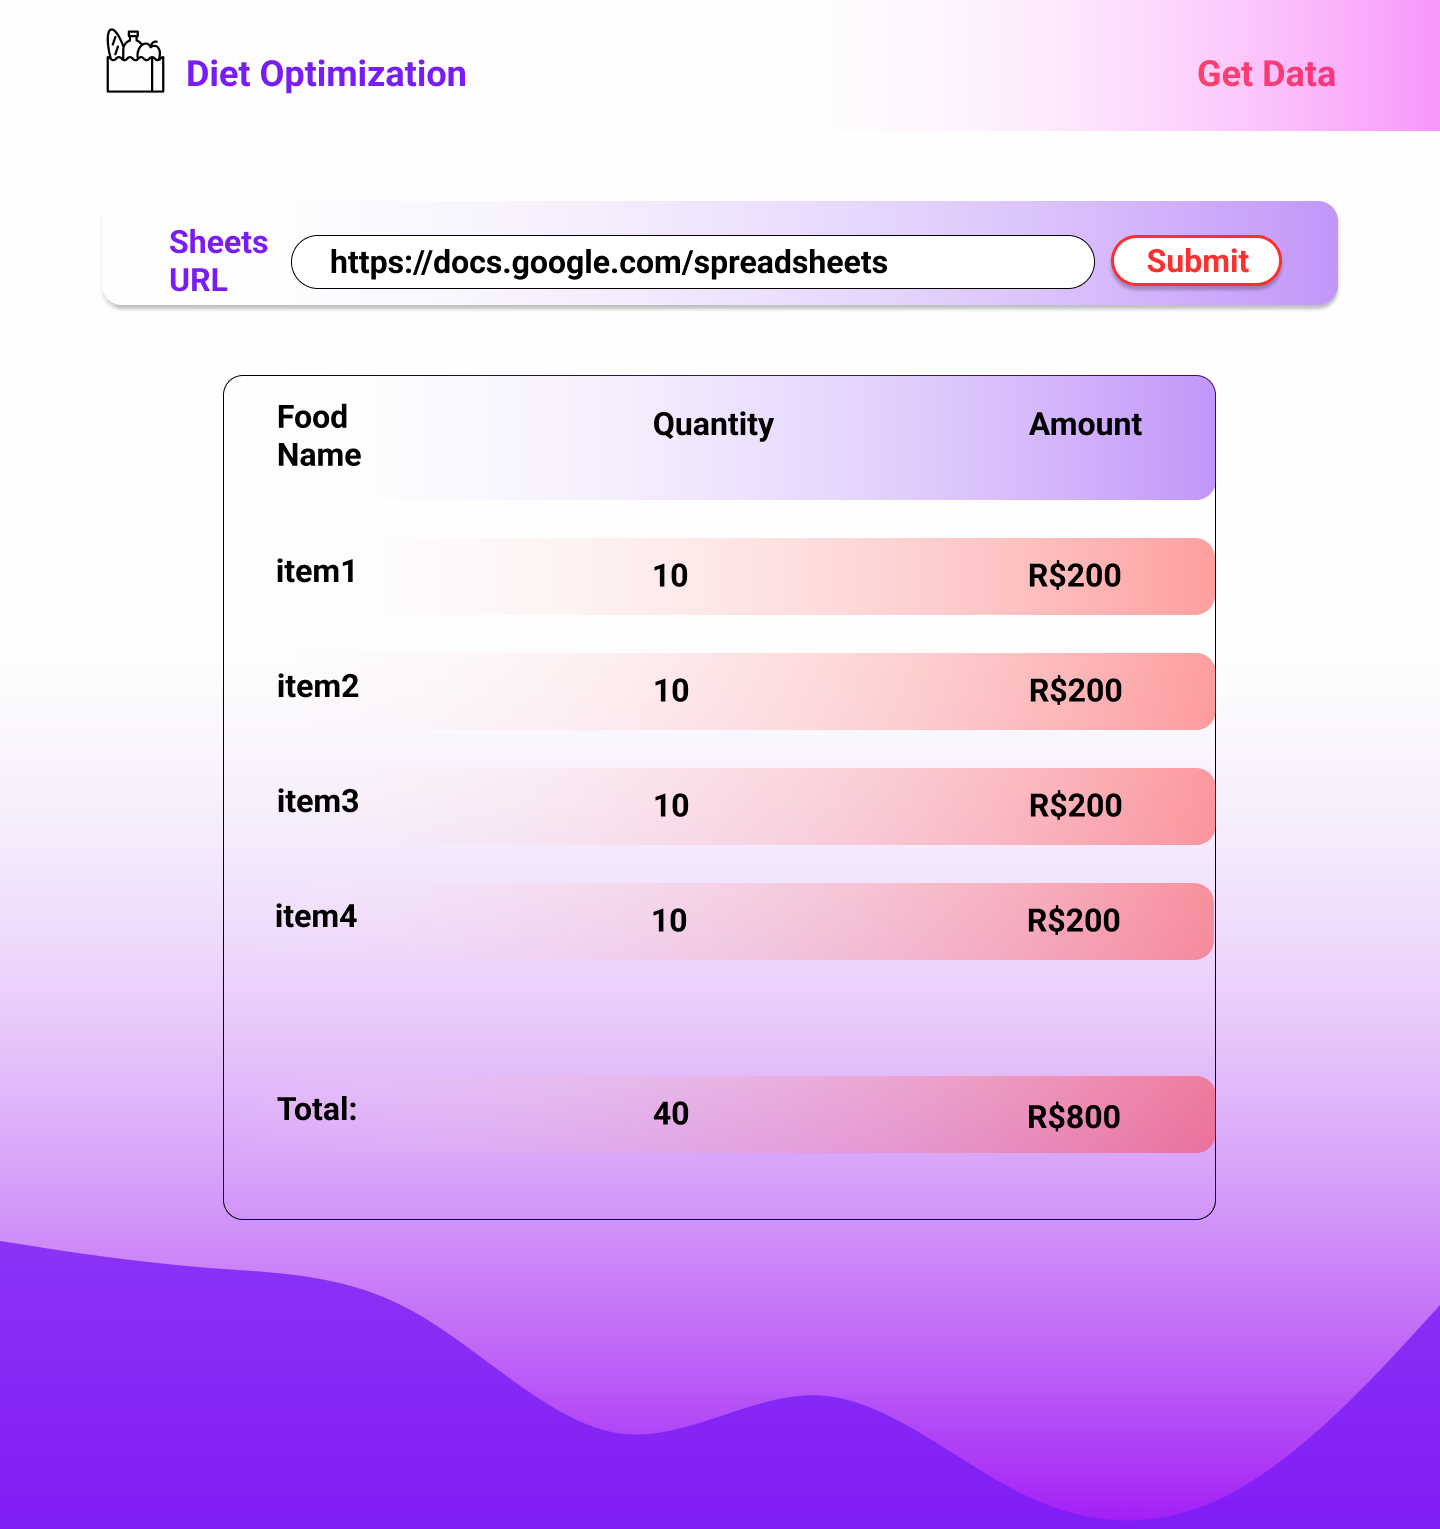 Diet Optimization
Get Data
Sheets
URL
https://docs.google.com/spreadsheets
Submit
Food
Name
Quantity
Amount
item1
10
R$200
item2
10
R$200
item3
10
R$200
item4
10
R$200
Total:
40
R$800